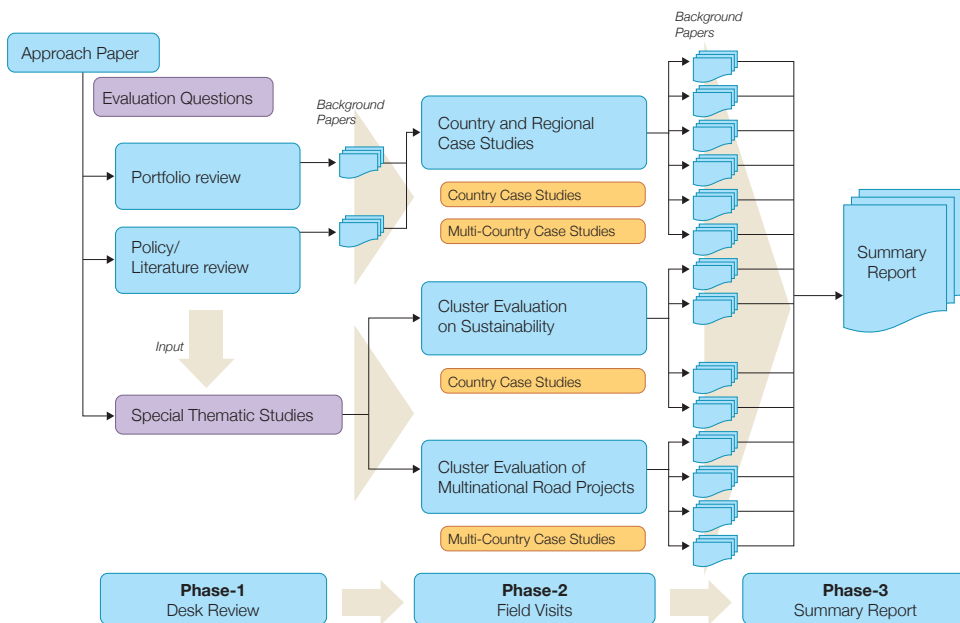 Approach Paper
Evaluation Questions
Portfolio review
Policy/
Literature review
Input
Special Thematic Studies
Background
Papers
Country and Regional
Case Studies
Country Case Studies
Multi-Country Case Studies
Cluster Evaluation
on Sustainability
Country Case Studies
Cluster Evaluation of
Multinational Road Projects
Multi-Country Case Studies
Background
Papers
Summary
Report
Phase-1
Desk Review
Phase-2
Field Visits
Phase-3
Summary Report